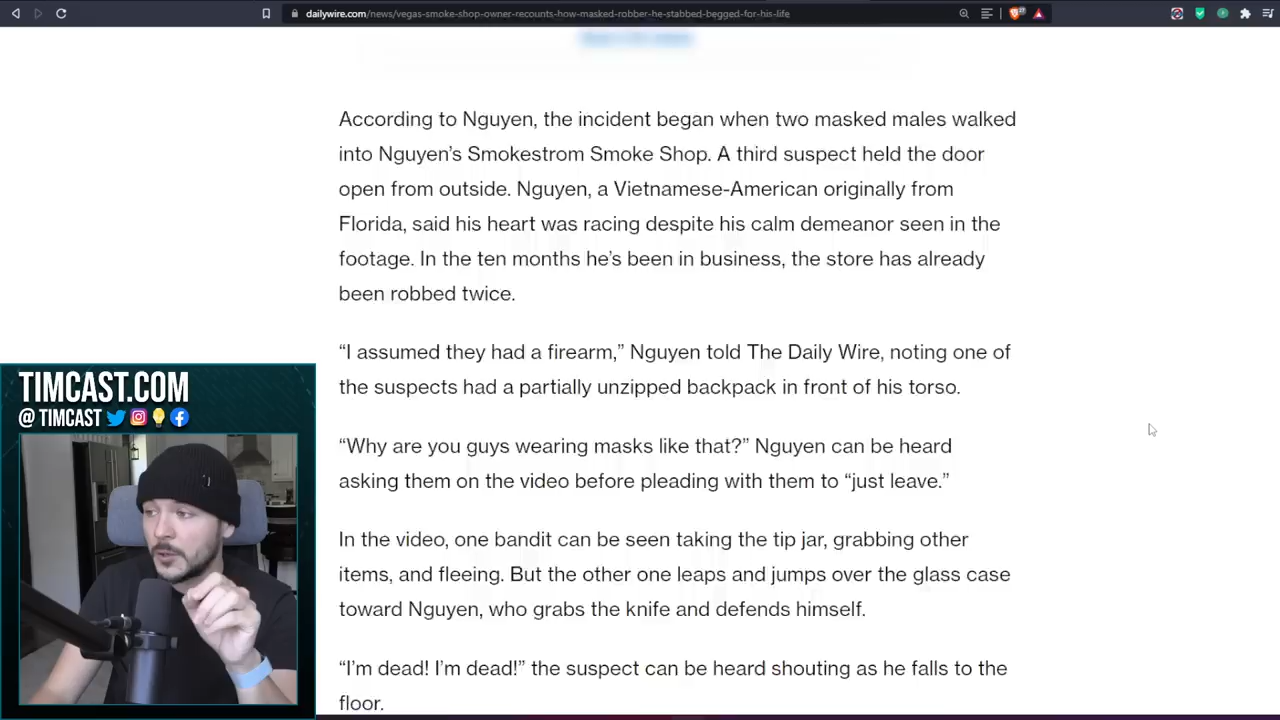 dailywire.com/news/vegas-smoke-shop-owner-recounts-how-masked-robber-he-stabbed-begged-for-his-life
According to Nguyen, the incident began when two masked males walked
into Nguyen’s Smokestrom Smoke Shop. A third suspect held the door
open from outside. Nguyen, a Vietnamese-American originally from
Florida, said his heart was racing despite his calm demeanor seen in the
footage. In the ten months he’s been in business, the store has already
been robbed twice.
“I assumed they had a firearm,” Nguyen told The Daily Wire, noting one of
the suspects had a partially unzipped backpack in front of his torso.
“Why are you guys wearing masks like that?” Nguyen can be heard
asking them on the video before pleading with them to “just leave.”
In the video, one bandit can be seen taking the tip jar, grabbing other
items, and fleeing. But the other one leaps and jumps over the glass case
toward Nguyen, who grabs the knife and defends himself.
“I’m dead! I’m dead!” the suspect can be heard shouting as he falls to the
floor.
TIMCAST.COM
@ TIMCAST